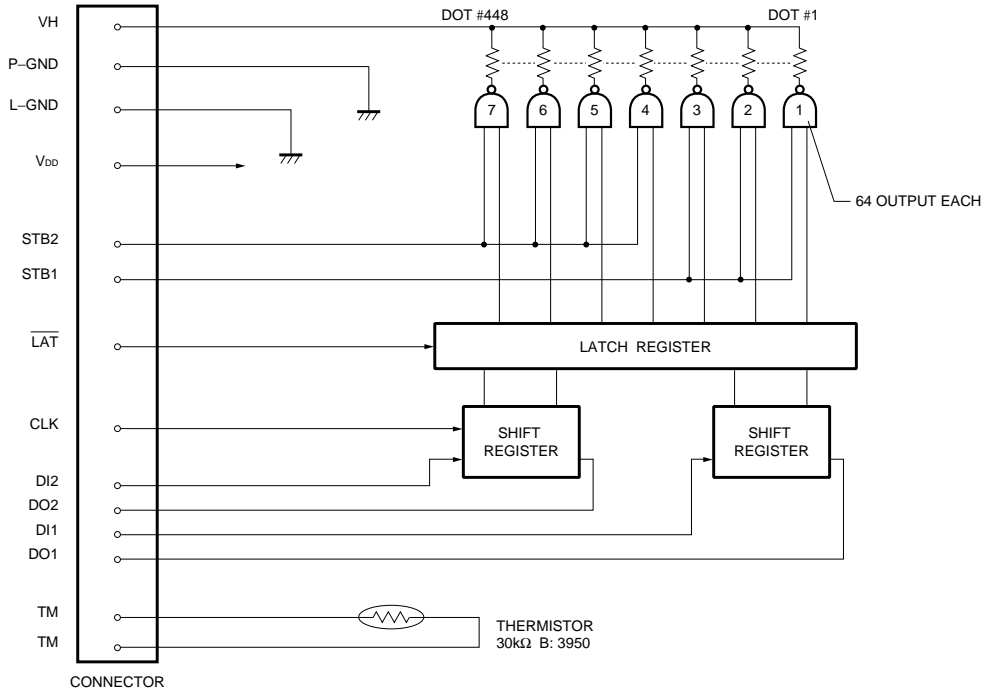 VH
P–GND
L–GND
VDD
STB2
STB1
LAT
CLK
DI2
DO2
DI1
DO1
TM
TM
CONNECTOR
DOT #448
DOT #1
7
6
5
4
3
2
1
64 OUTPUT EACH
LATCH REGISTER
SHIFT
REGISTER
SHIFT
REGISTER
THERMISTOR
30kΩ B: 3950